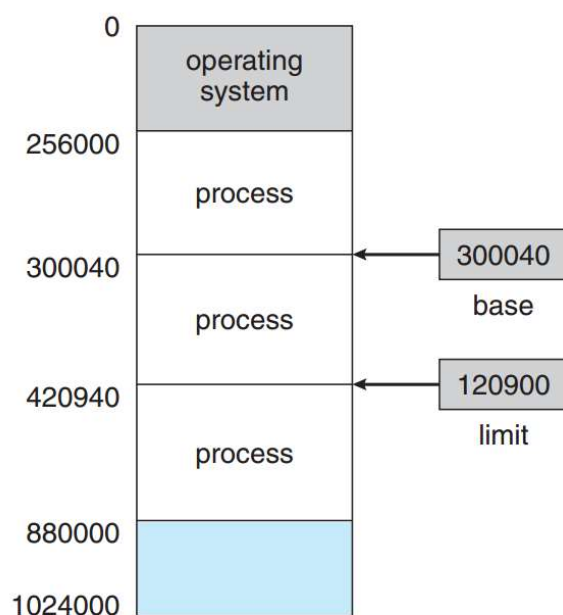 0
operating
system
256000
process
300040
300040
base
process
420940
120900
limit
process
880000
1024000